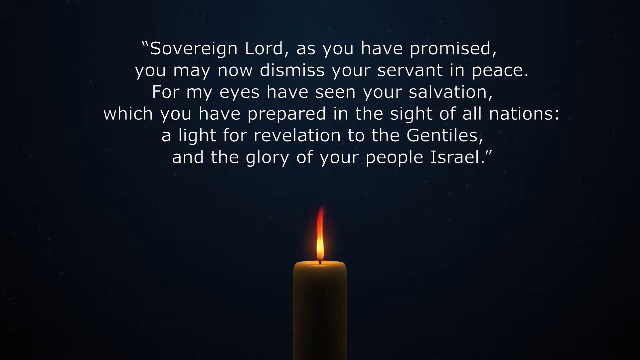 “Sovereign Lord, as you have promised,
you may now dismiss your servant in peace.
For my eyes have seen your salvation,
which you have prepared in the sight of all nations:
a light for revelation to the Gentiles,
and the glory of your people Israel.”